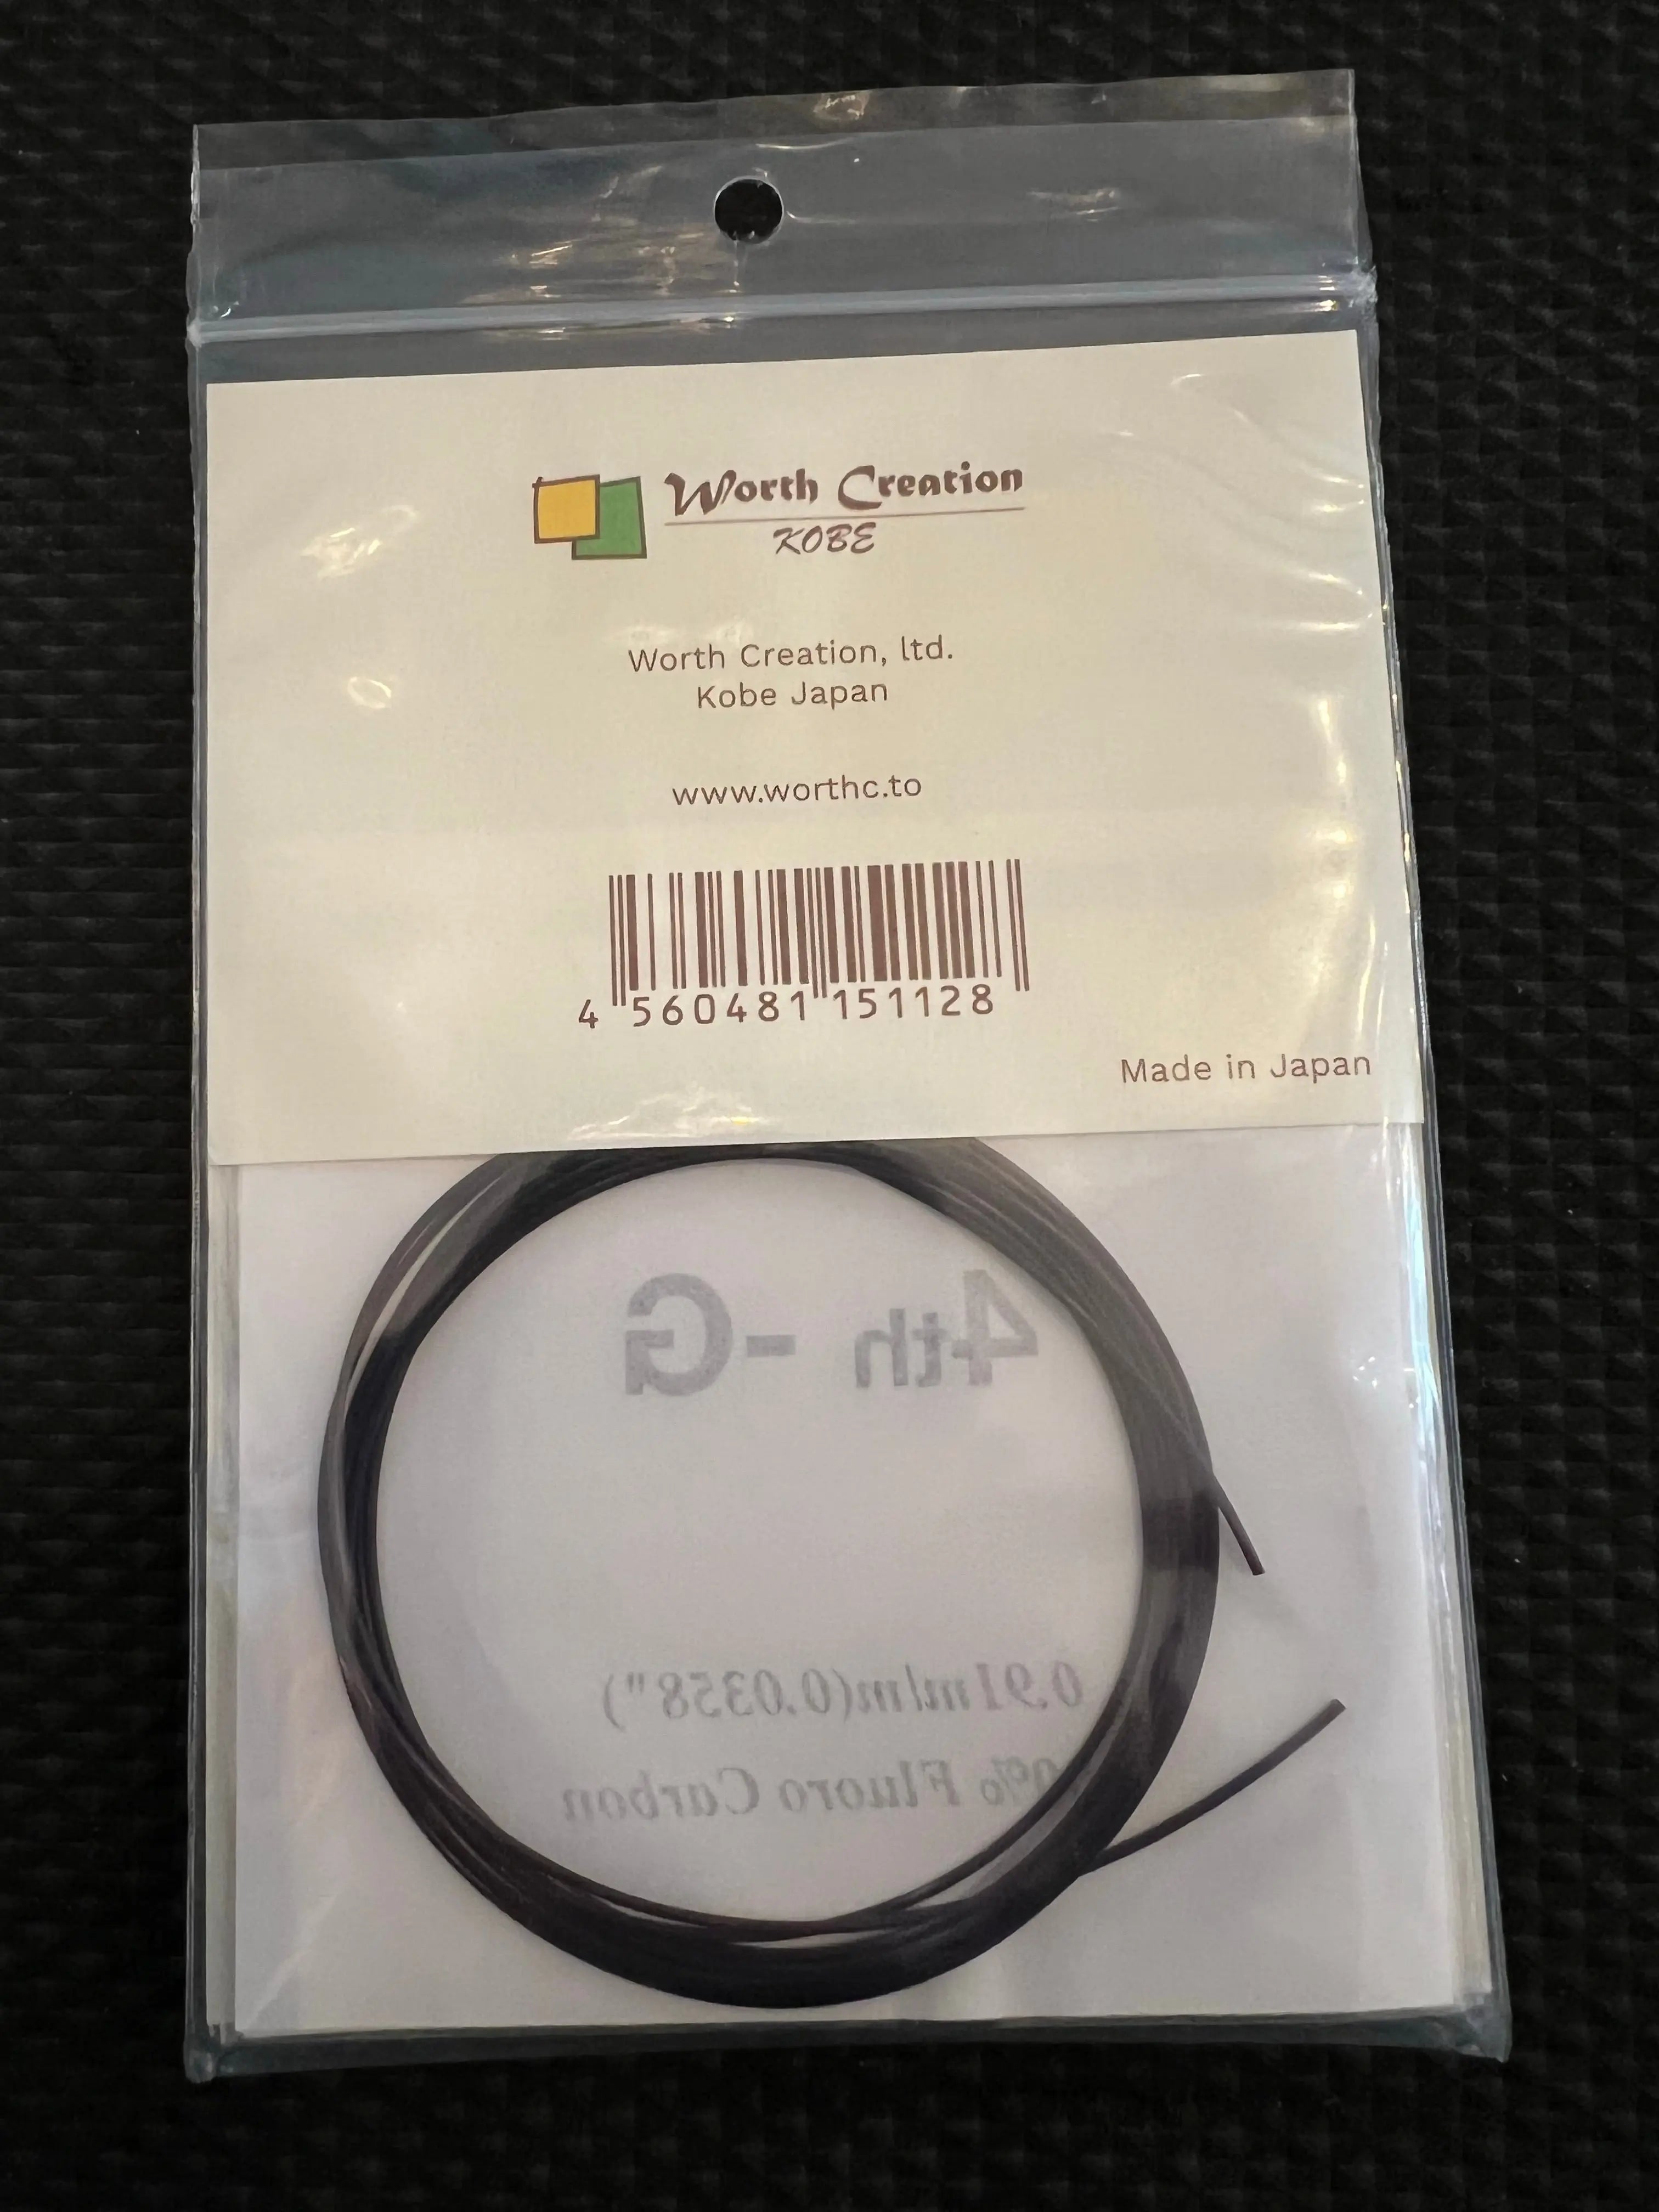 Worth Creation
KOBE
Worth Creation, ltd.
Kobe Japan
www.worthc.to
4 560481 151128
Made in Japan
4th - G
0.91m/m(0.0358")
% Fluoro Carbon